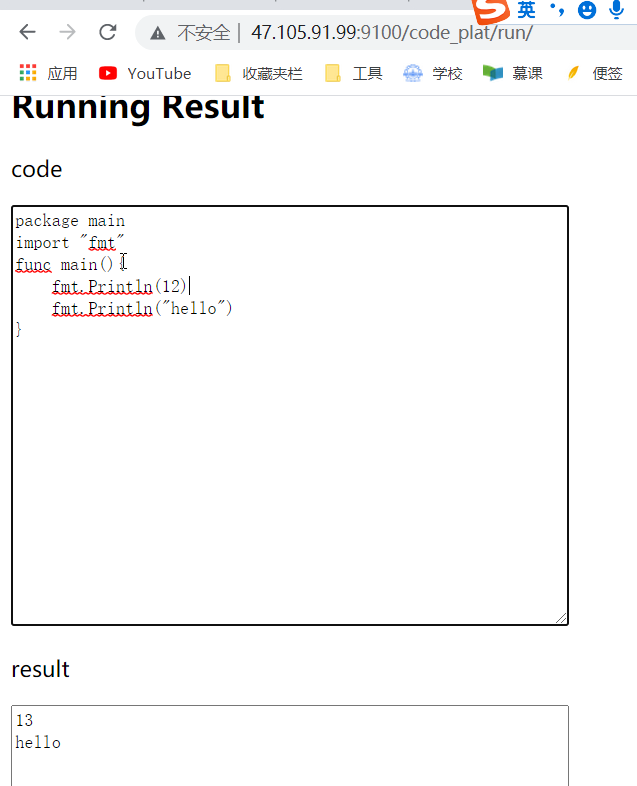 英
不安全 | 47.105.91.99:9100/code_plat/run/
应用 YouTube 收藏夹栏 工具 学校 慕课 便签
Running Result
code
package main
import "fmt"
func main(){
    fmt.Println(12)
    fmt.Println("hello")
}
result
13
hello